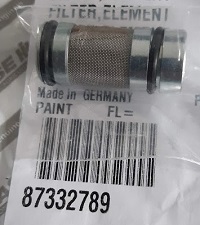 FILTER, ELEMENT
Made in GERMANY
PAINT FL=
87332789